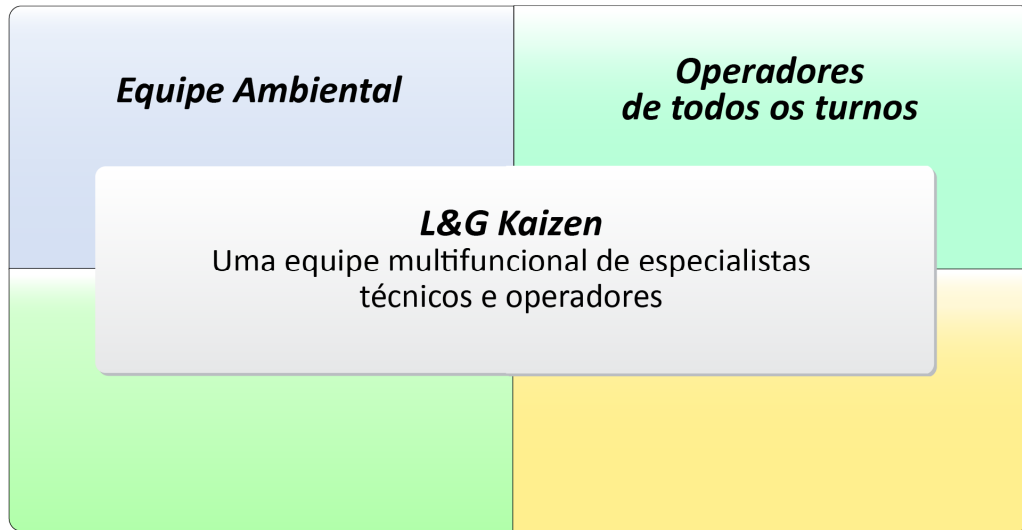 Equipe Ambiental
Operadores
de todos os turnos
L&G Kaizen
Uma equipe multifuncional de especialistas
técnicos e operadores